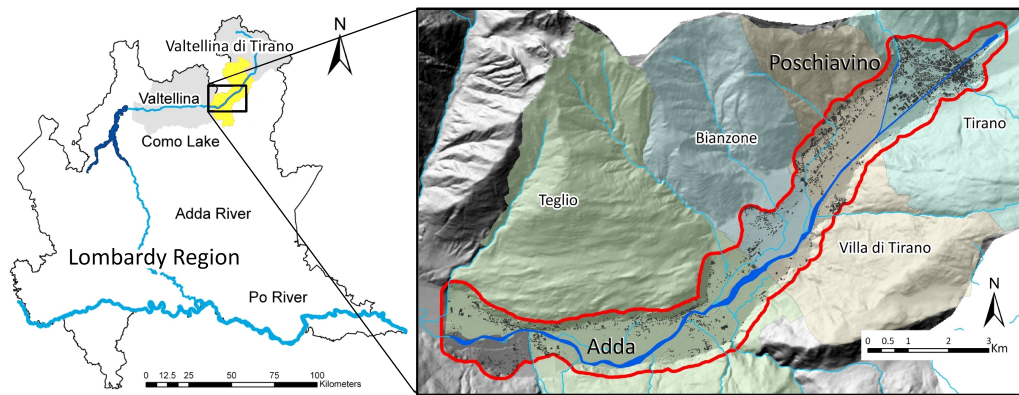 N
Valtellina di Tirano
Valtellina
Como Lake
Adda River
Lombardy Region
Po River
0 12.5 25 50 75 100
Kilometers
Poschiavino
Tirano
Bianzone
Teglio
Villa di Tirano
N
Adda
0 0.5 1 2 3
Km